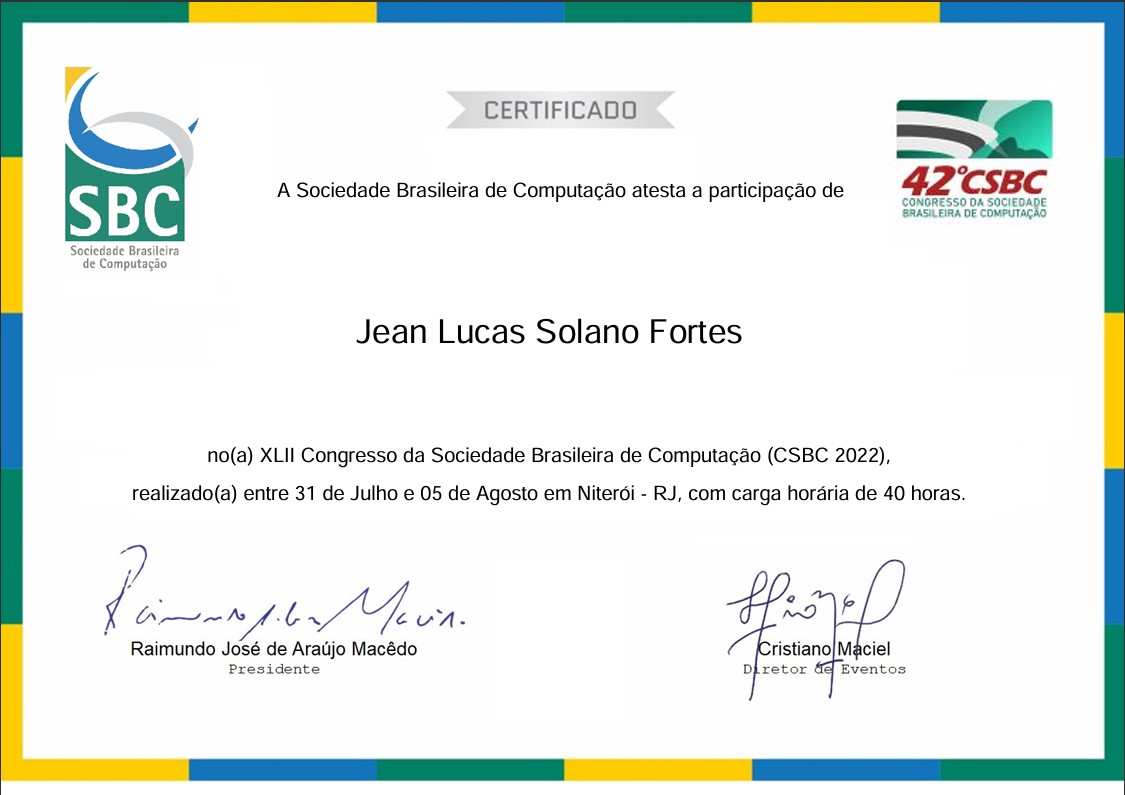 CERTIFICADO
SBC
Sociedade Brasileira
de Computação
42ºCSBC
CONGRESSO DA SOCIEDADE
BRASILEIRA DE COMPUTAÇÃO
A Sociedade Brasileira de Computação atesta a participação de
Jean Lucas Solano Fortes
no(a) XLII Congresso da Sociedade Brasileira de Computação (CSBC 2022),
realizado(a) entre 31 de Julho e 05 de Agosto em Niterói - RJ, com carga horária de 40 horas.
Raimundo José de Araújo Macêdo
Presidente
Cristiano Maciel
Diretor de Eventos